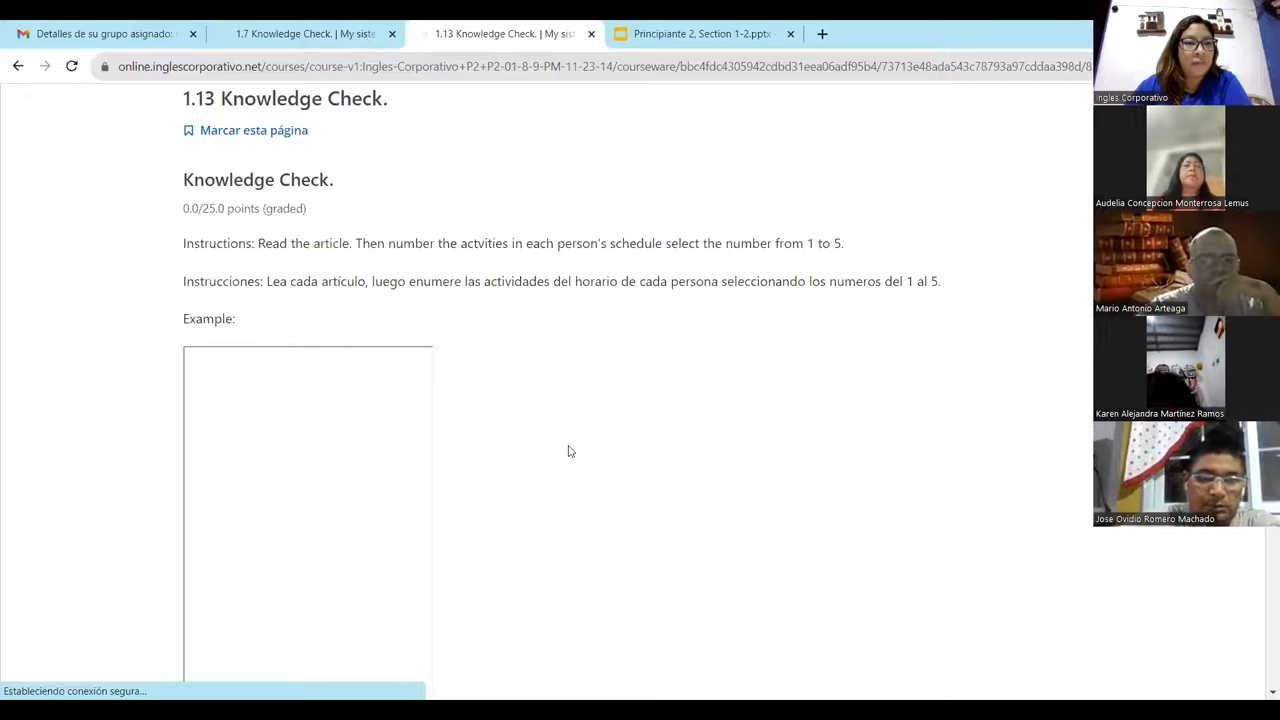 Detalles de su grupo asignado:
1.7 Knowledge Check. | My siste
1.13 Knowledge Check. | My sist
Principiante 2, Section 1-2.pptx
online.inglescorporativo.net/courses/course-v1:Ingles-Corporativo+P2+P2-01-9-9-PM-11-23-14/courseware/bbc4fdc43059420cbd31eea06adf95b4/73713e48ada543c78793a97cddaa398d/8
1.13 Knowledge Check.
Marcar esta página
Knowledge Check.
0.0/25.0 points (graded)
Instructions: Read the article. Then number the actvities in each person's schedule select the number from 1 to 5.
Instrucciones: Lea cada artículo, luego enumere las actividades del horario de cada persona seleccionando los numeros del 1 al 5.
Example:
Estableciendo conexión segura...
Ingles Corporativo
Audelia Concepcion Monterrosa Lemus
Mario Antonio Arteaga
Karen Alejandra Martínez Ramos
Jose Ovidio Romero Machado